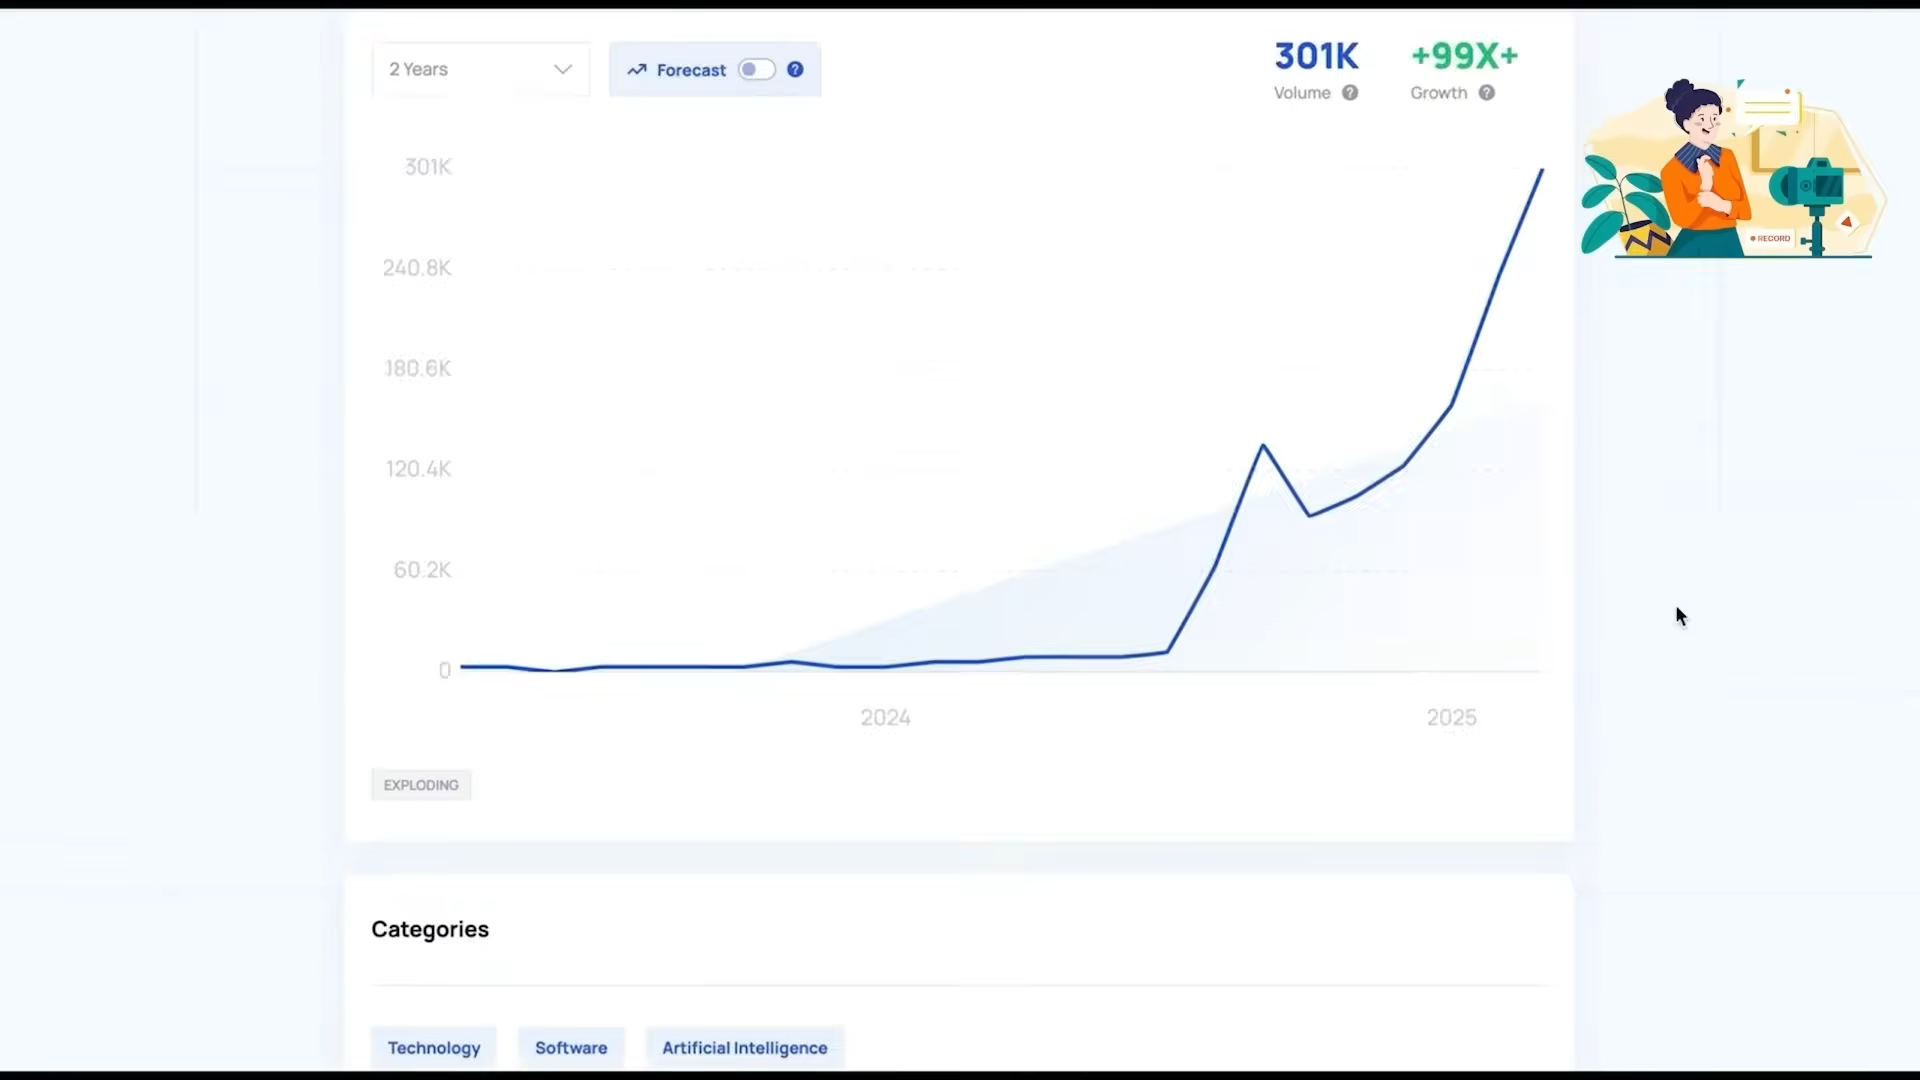 2 Years
Forecast
301K
+99X+
Volume
Growth
301K
240.8K
180.6K
120.4K
60.2K
0
2024
2025
RECORD
EXPLODING
Categories
Technology
Software
Artificial Intelligence